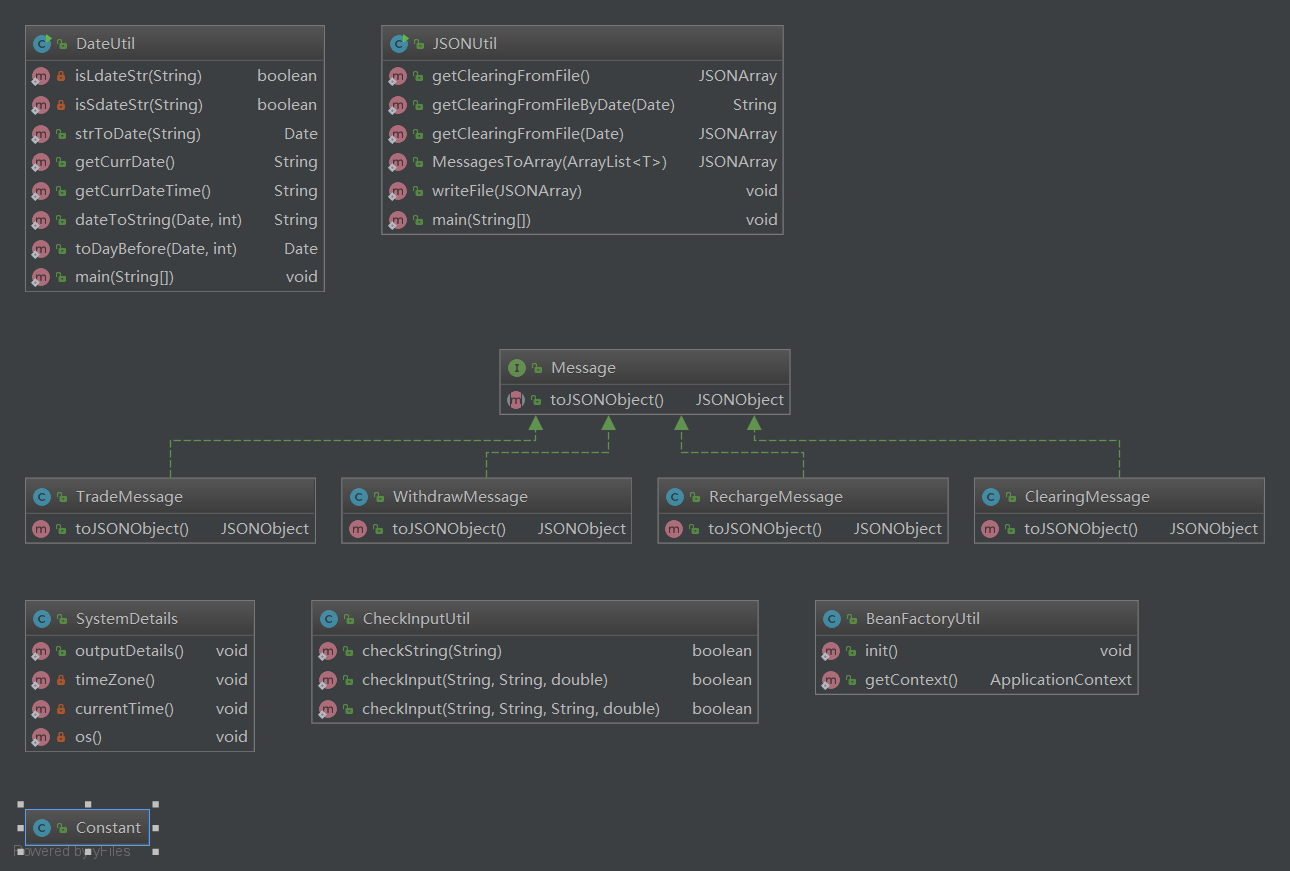 DateUtil
isLdateStr(String) boolean
isSdateStr(String) boolean
strToDate(String) Date
getCurrDate() String
getCurrDateTime() String
dateToString(Date, int) String
toDayBefore(Date, int) Date
main(String[]) void
JSONUtil
getClearingFromFile() JSONArray
getClearingFromFileByDate(Date) String
getClearingFromFile(Date) JSONArray
MessagesToArray(ArrayList<T>) JSONArray
writeFile(JSONArray) void
main(String[]) void
Message
toJSONObject() JSONObject
TradeMessage
toJSONObject() JSONObject
WithdrawMessage
toJSONObject() JSONObject
RechargeMessage
toJSONObject() JSONObject
ClearingMessage
toJSONObject() JSONObject
SystemDetails
outputDetails() void
timeZone() void
currentTime() void
os() void
CheckInputUtil
checkString(String) boolean
checkInput(String, String, double) boolean
checkInput(String, String, String, double) boolean
BeanFactoryUtil
init() void
getContext() ApplicationContext
Constant
Powered by yFiles